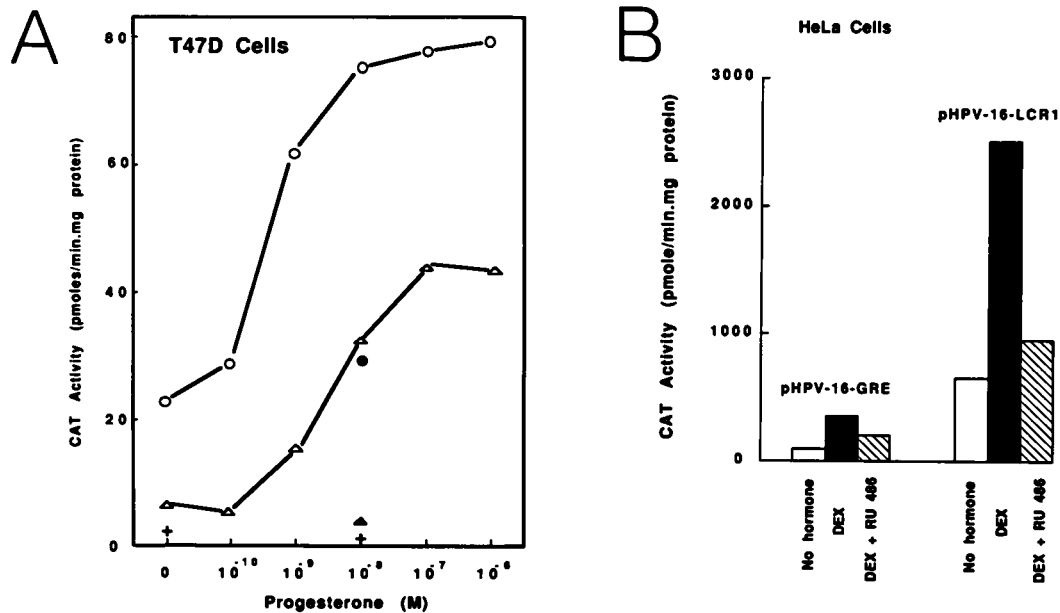 A
T47D Cells
80
60
40
20
0
CAT Activity (pmoles/min.mg protein)
0
10^-10
10^-9
10^-8
10^-7
10^-6
Progesterone (M)
B
HeLa Cells
3000
2000
1000
0
CAT Activity (pmole/min.mg protein)
pHPV-16-GRE
pHPV-16-LCR1
No hormone
DEX
DEX + RU 486
No hormone
DEX
DEX + RU 486